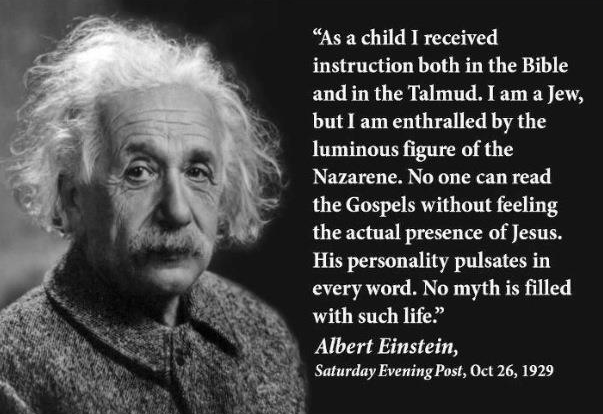 “As a child I received
instruction both in the Bible
and in the Talmud. I am a Jew,
but I am enthralled by the
luminous figure of the
Nazarene. No one can read
the Gospels without feeling
the actual presence of Jesus.
His personality pulsates in
every word. No myth is filled
with such life.”
Albert Einstein,
Saturday Evening Post, Oct 26, 1929